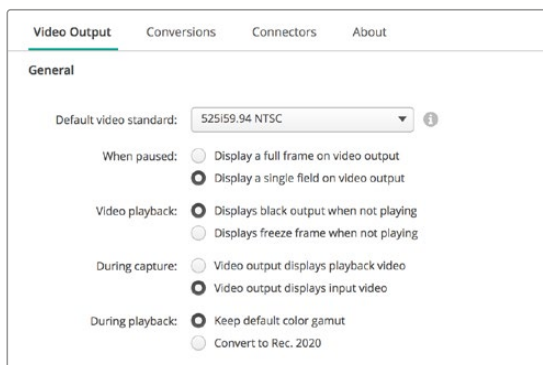 Video Output Conversions Connectors About
General
Default video standard: 525i59.94 NTSC
When paused: Display a full frame on video output
Display a single field on video output
Video playback: Displays black output when not playing
Displays freeze frame when not playing
During capture: Video output displays playback video
Video output displays input video
During playback: Keep default color gamut
Convert to Rec. 2020